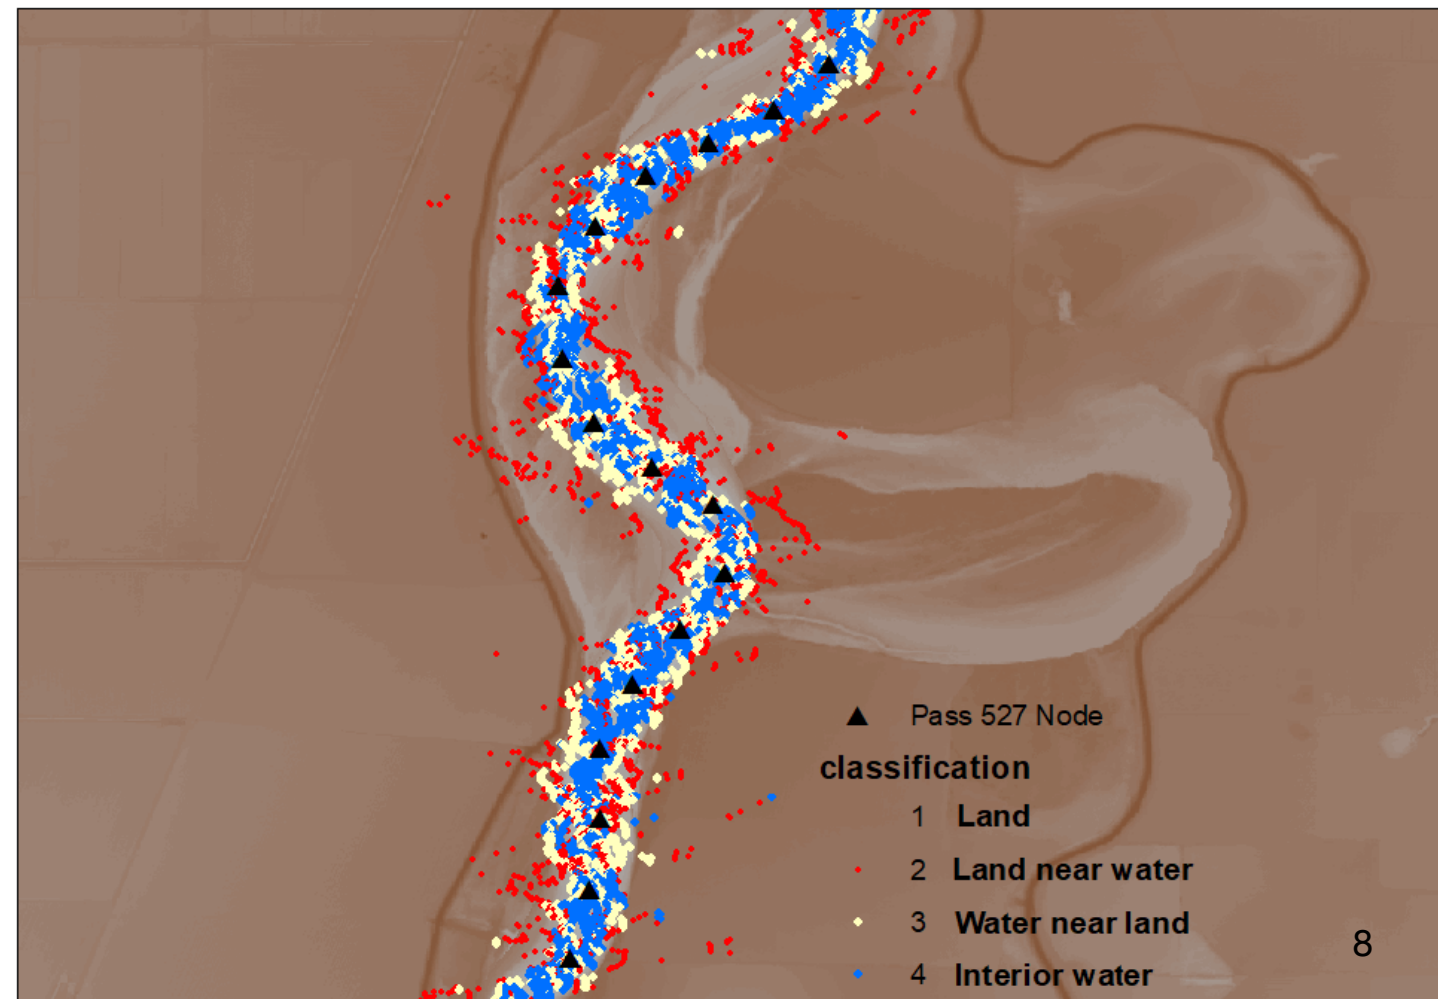 Pass 527 Node
classification
1 Land
2 Land near water
3 Water near land
4 Interior water
8